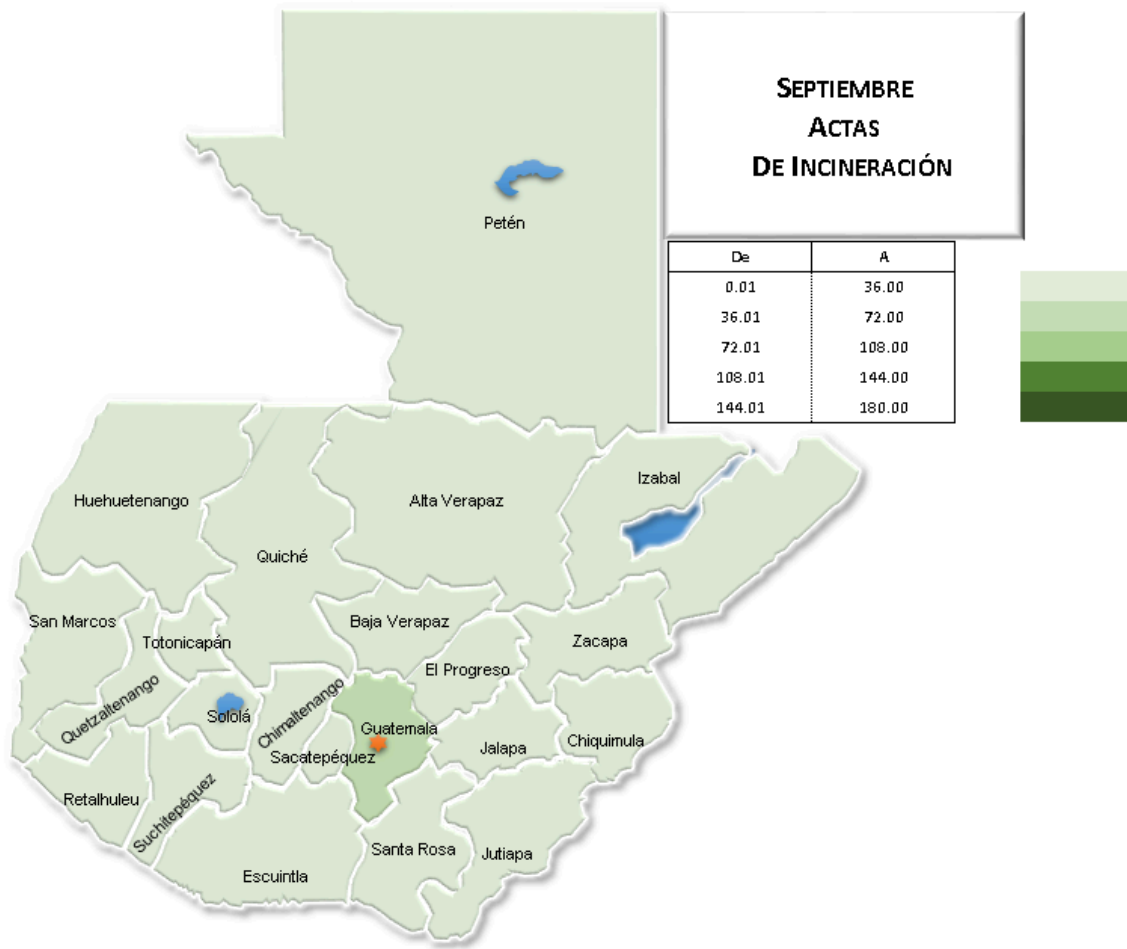 SEPTIEMBRE
ACTAS
DE INCINERACIÓN
De A
0.01 36.00
36.01 72.00
72.01 108.00
108.01 144.00
144.01 180.00
Petén
Izabal
Huehuetenango
Alta Verapaz
Quiché
San Marcos
Baja Verapaz
Totonicapán
Zacapa
El Progreso
Quetzaltenango
Sololá
Chimaltenango
Guatemala
Sacatepéquez
Jalapa
Chiquimula
Retalhuleu
Suchitepéquez
Santa Rosa
Jutiapa
Escuintla